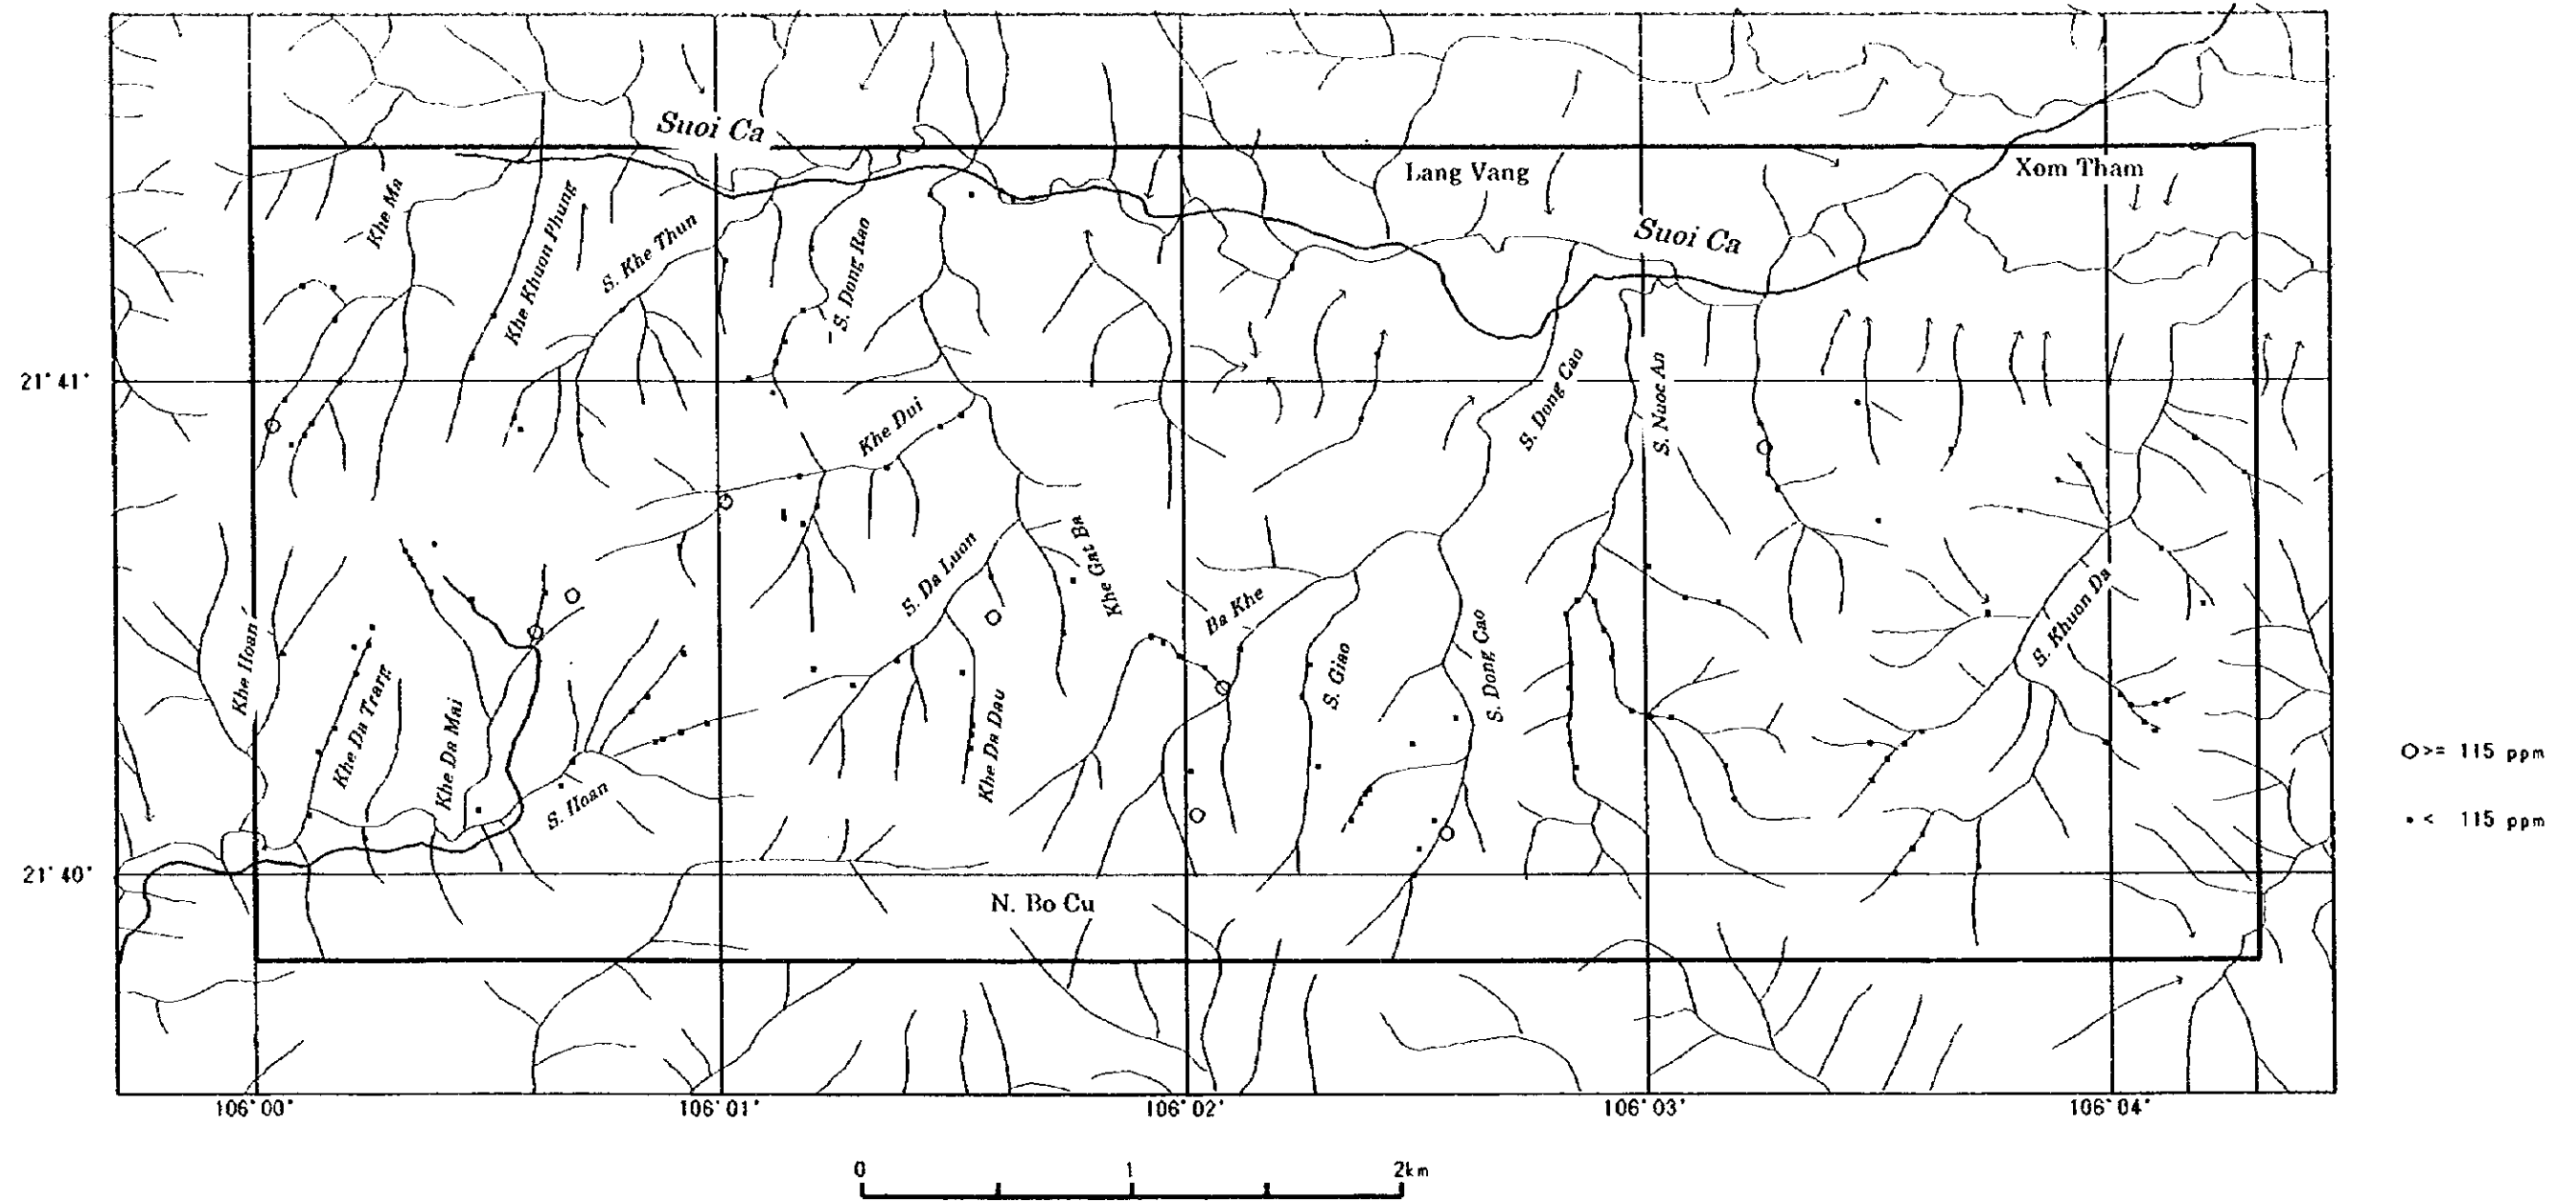 Suoi Ca
Lang Vang
Xom Tham
Khe Ma
Khe Khuon Phung
S. Khe Thun
S. Dong Rao
Suoi Ca
21°41'
Khe Dui
S. Dong Cao
S. Nuoc An
S. Da Luon
Khe Gat Ba
Ba Khe
S. Khuon Da
Khe Hoan
Khe Da Trang
Khe Da Mai
S. Hoan
Khe Da Dau
S. Giao
S. Dong Cao
○>= 115 ppm
▪< 115 ppm
21°40'
N. Bo Cu
106°00' 106°01' 106°02' 106°03' 106°04'
0 1 2km